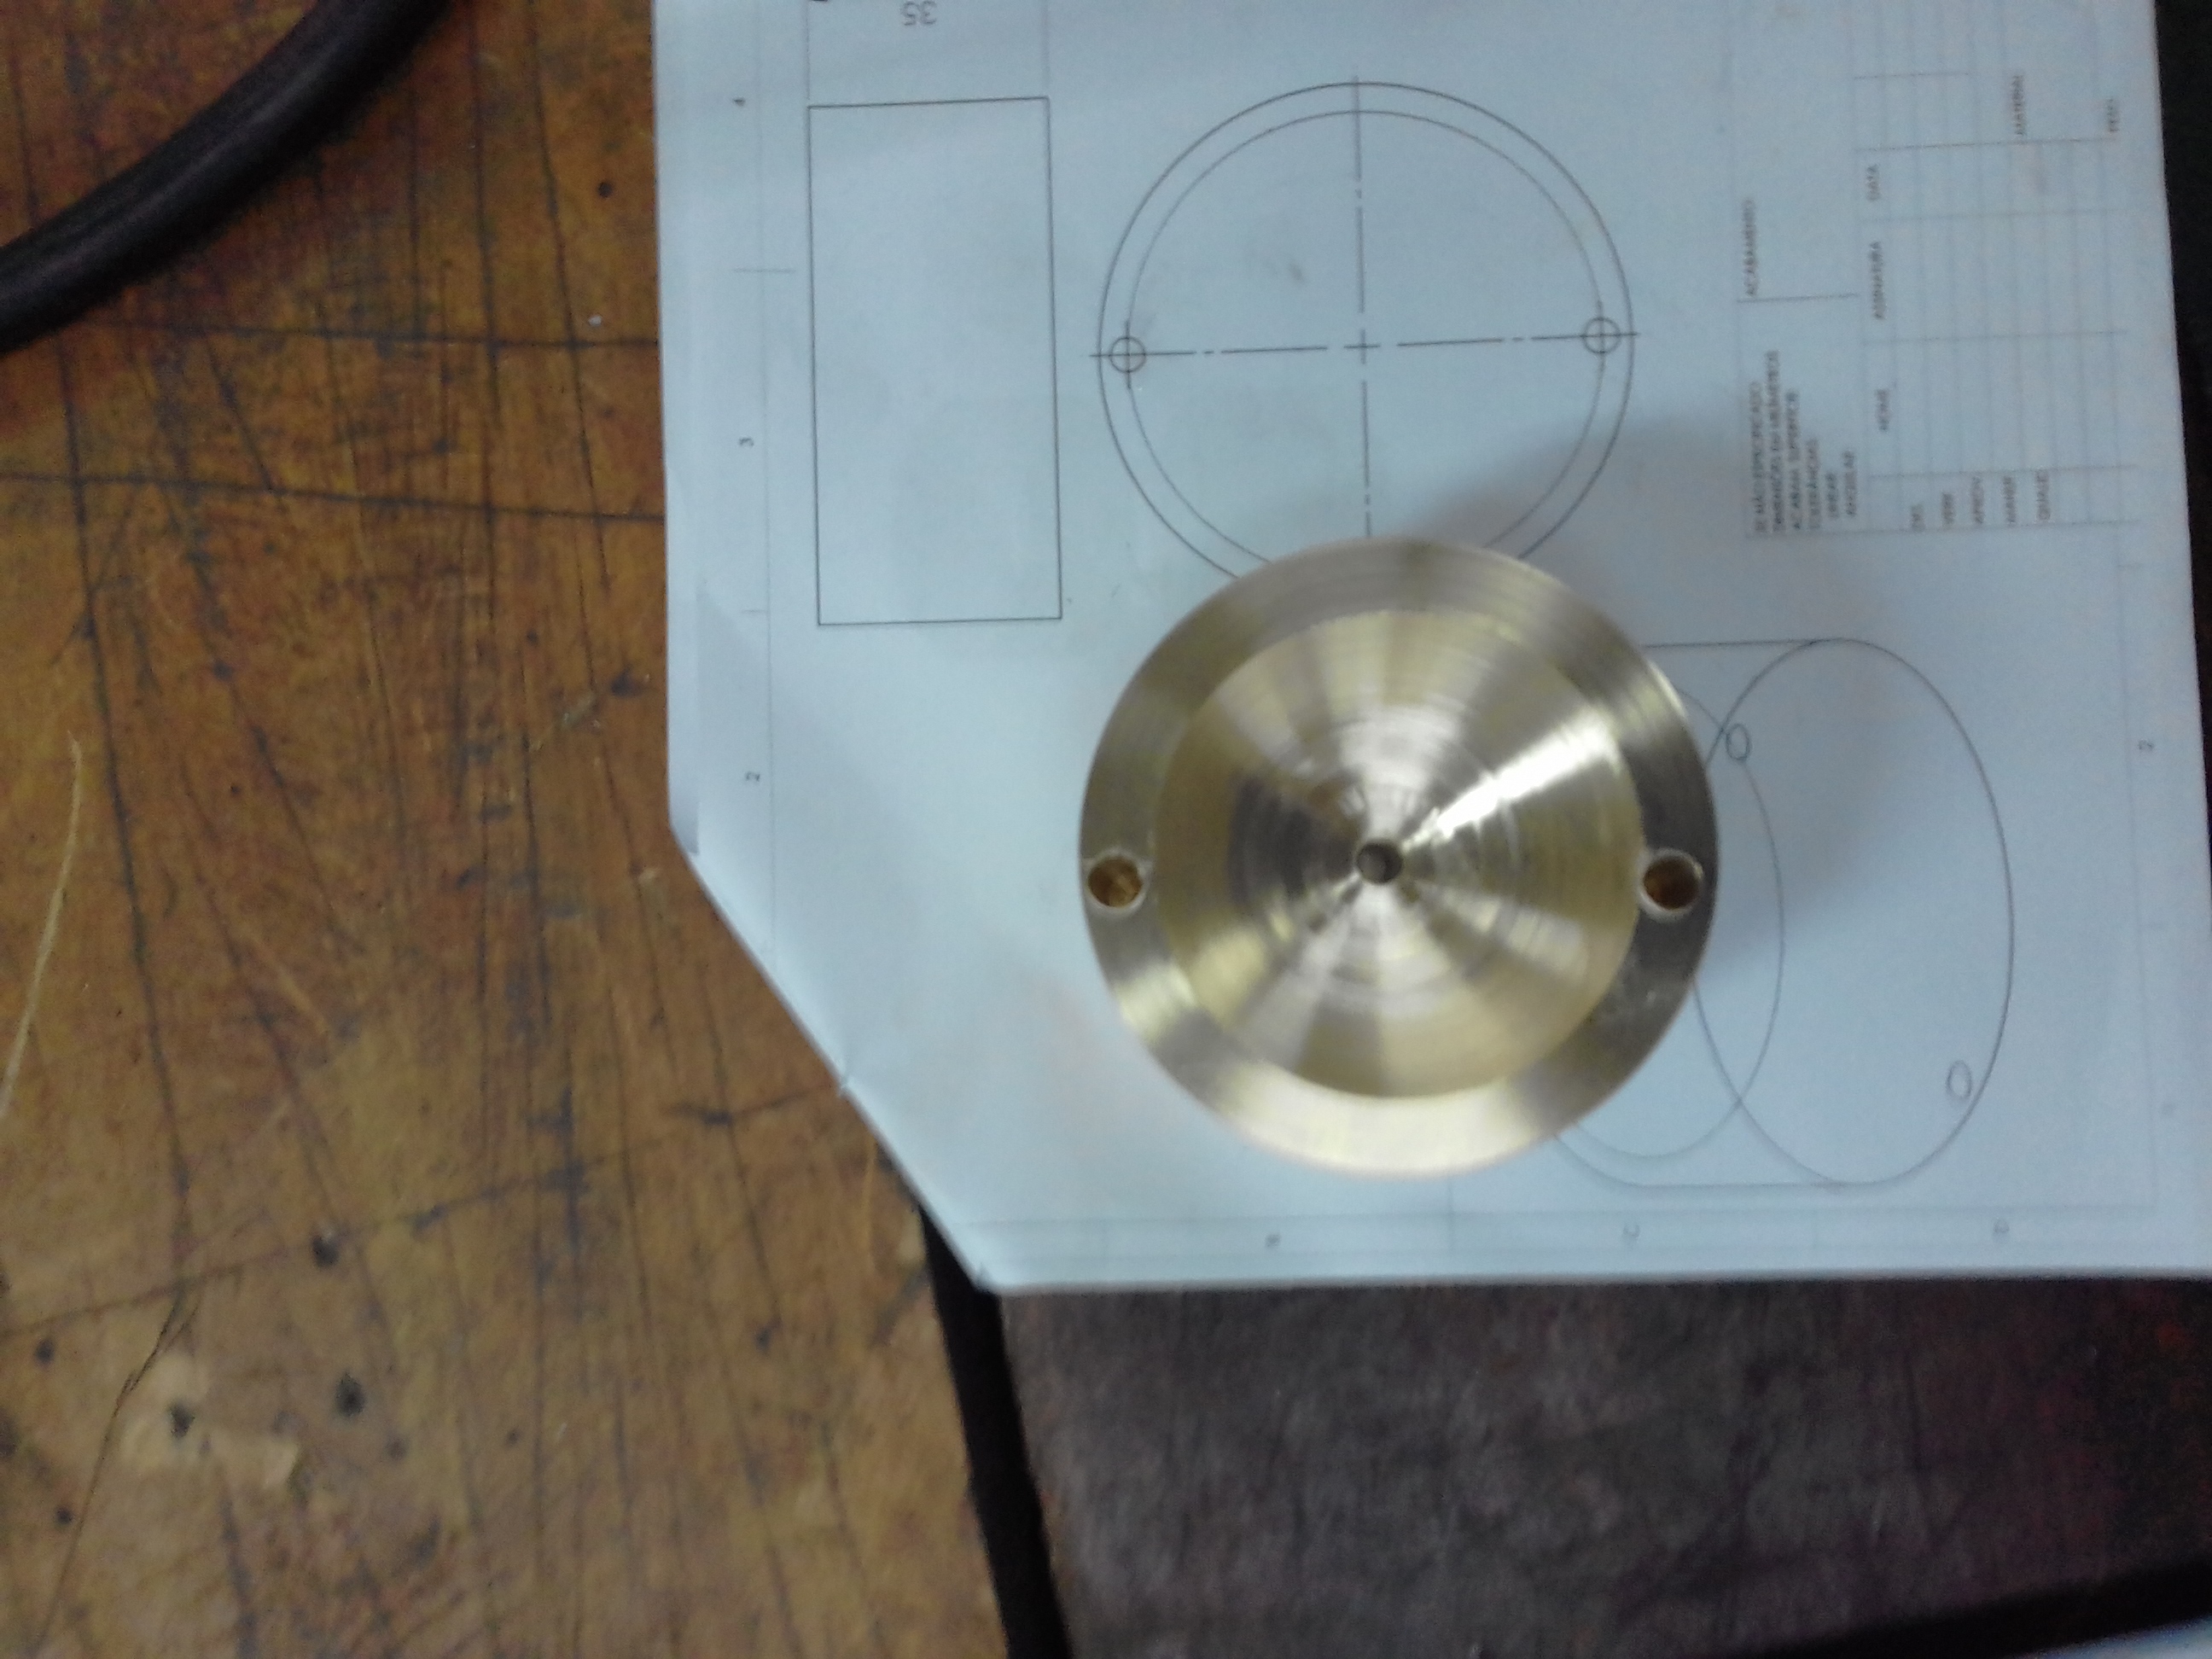 2 3 4
35
SE NÃO ESPECIFICADO:
DIMENSÕES EM MILÍMETROS
ACABAM. SUPERFÍCIE:
TOLERÂNCIAS:
LINEAR:
ANGULAR:
ACABAMENTO:
NOME ASSINATURA DATA
DES.
VERIF.
APROV.
MANUF.
QUALID
MATERIAL:
PESO:
2